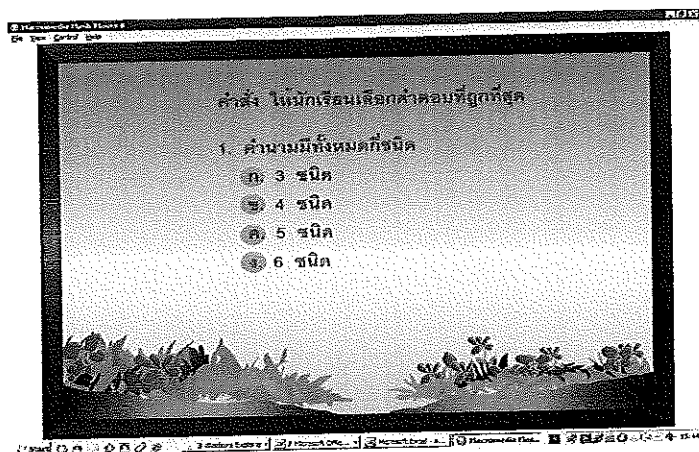 คำสั่ง ให้นักเรียนเลือกคำตอบที่ถูกที่สุด
1. คำนามมีทั้งหมดกี่ชนิด
ก. 3 ชนิด
ข. 4 ชนิด
ค. 5 ชนิด
ง. 6 ชนิด